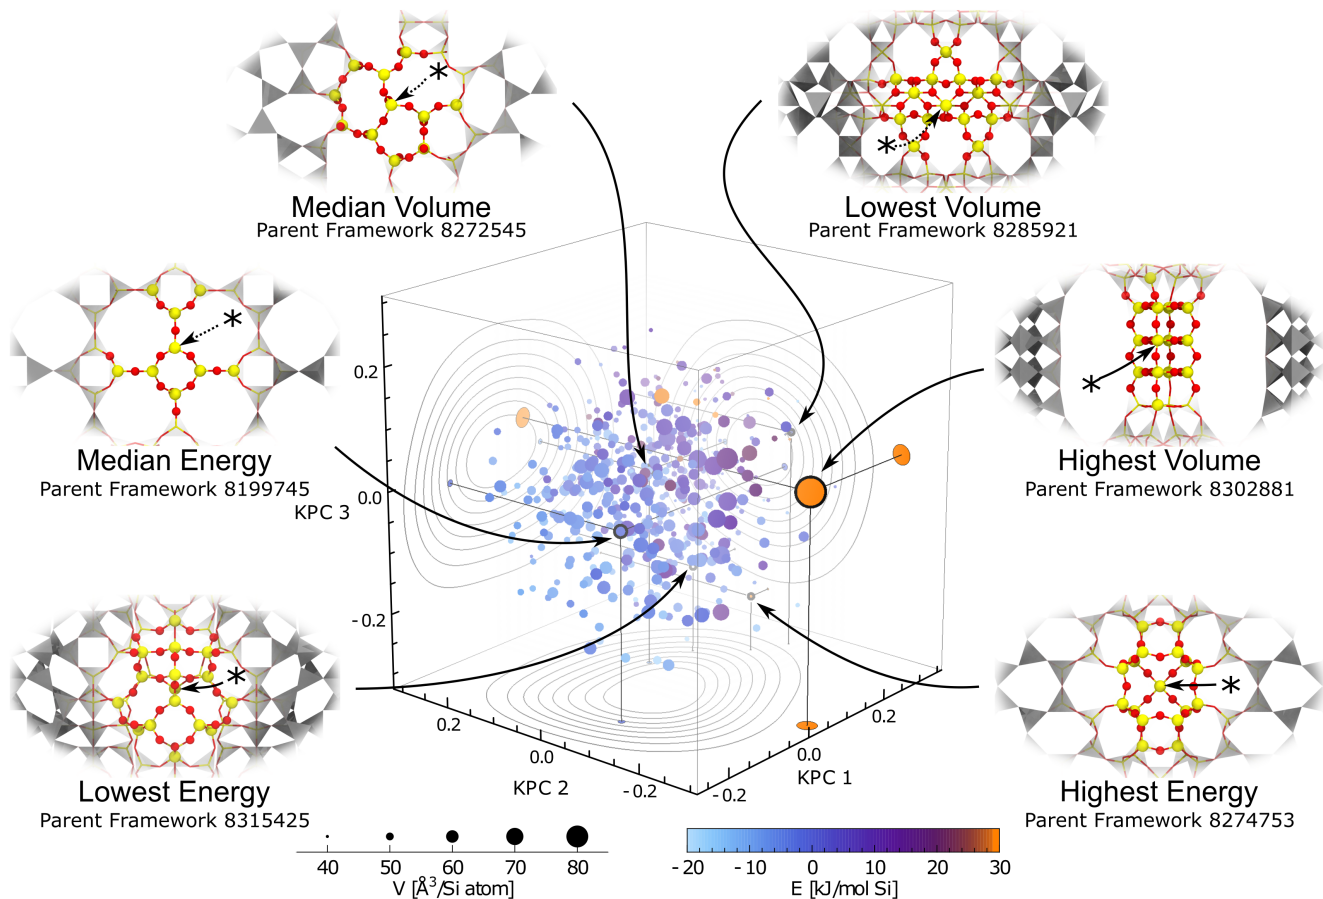 *
Median Volume
Parent Framework 8272545
*
Lowest Volume
Parent Framework 8285921
*
Median Energy
Parent Framework 8199745
*
Highest Volume
Parent Framework 8302881
*
Lowest Energy
Parent Framework 8315425
*
Highest Energy
Parent Framework 8274753
0.2
0.0
KPC 3
-0.2
0.2
0.0
KPC 2
-0.2
-0.2
0.0
KPC 1
0.2
40 50 60 70 80
V [Å³/Si atom]
-20 -10 0 10 20 30
E [kJ/mol Si]